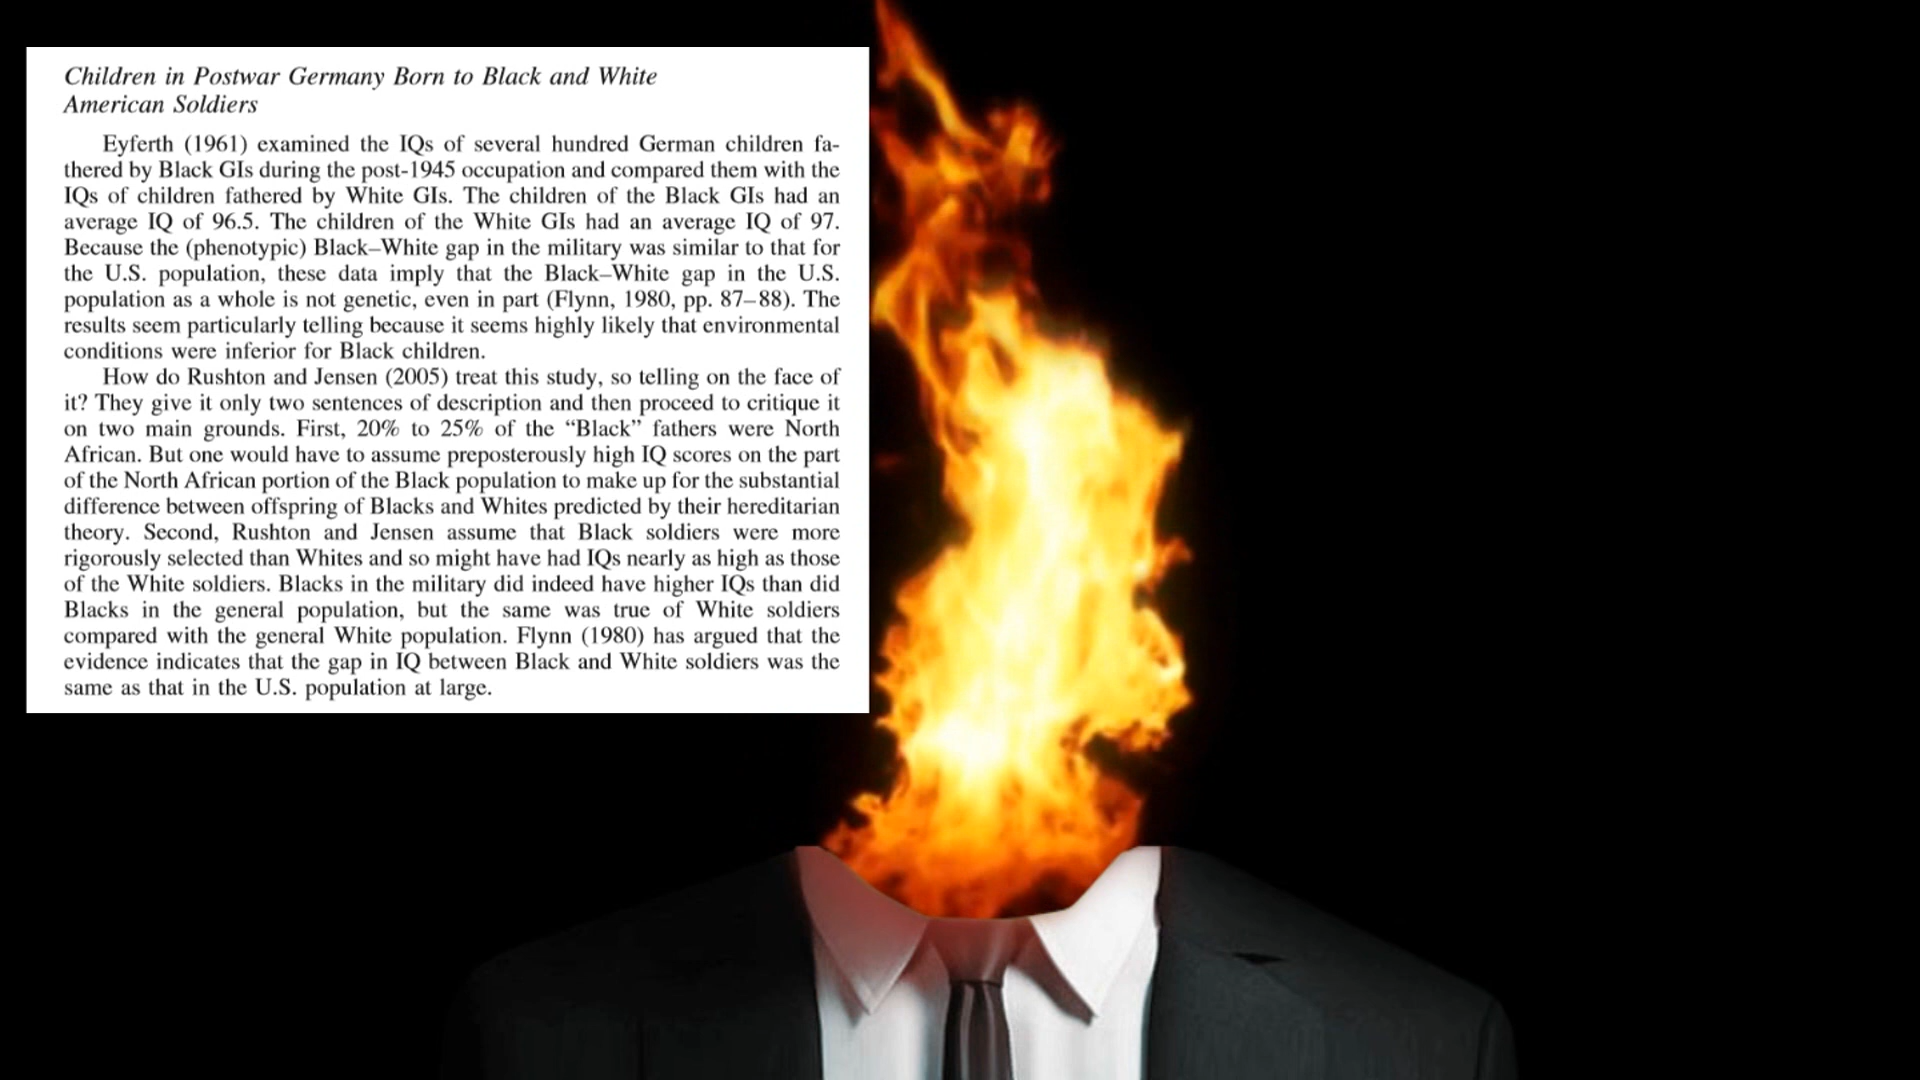 Children in Postwar Germany Born to Black and White
American Soldiers
Eyferth (1961) examined the IQs of several hundred German children fa-
thered by Black GIs during the post-1945 occupation and compared them with the
IQs of children fathered by White GIs. The children of the Black GIs had an
average IQ of 96.5. The children of the White GIs had an average IQ of 97.
Because the (phenotypic) Black–White gap in the military was similar to that for
the U.S. population, these data imply that the Black–White gap in the U.S.
population as a whole is not genetic, even in part (Flynn, 1980, pp. 87–88). The
results seem particularly telling because it seems highly likely that environmental
conditions were inferior for Black children.
How do Rushton and Jensen (2005) treat this study, so telling on the face of
it? They give it only two sentences of description and then proceed to critique it
on two main grounds. First, 20% to 25% of the “Black” fathers were North
African. But one would have to assume preposterously high IQ scores on the part
of the North African portion of the Black population to make up for the substantial
difference between offspring of Blacks and Whites predicted by their hereditarian
theory. Second, Rushton and Jensen assume that Black soldiers were more
rigorously selected than Whites and so might have had IQs nearly as high as those
of the White soldiers. Blacks in the military did indeed have higher IQs than did
Blacks in the general population, but the same was true of White soldiers
compared with the general White population. Flynn (1980) has argued that the
evidence indicates that the gap in IQ between Black and White soldiers was the
same as that in the U.S. population at large.